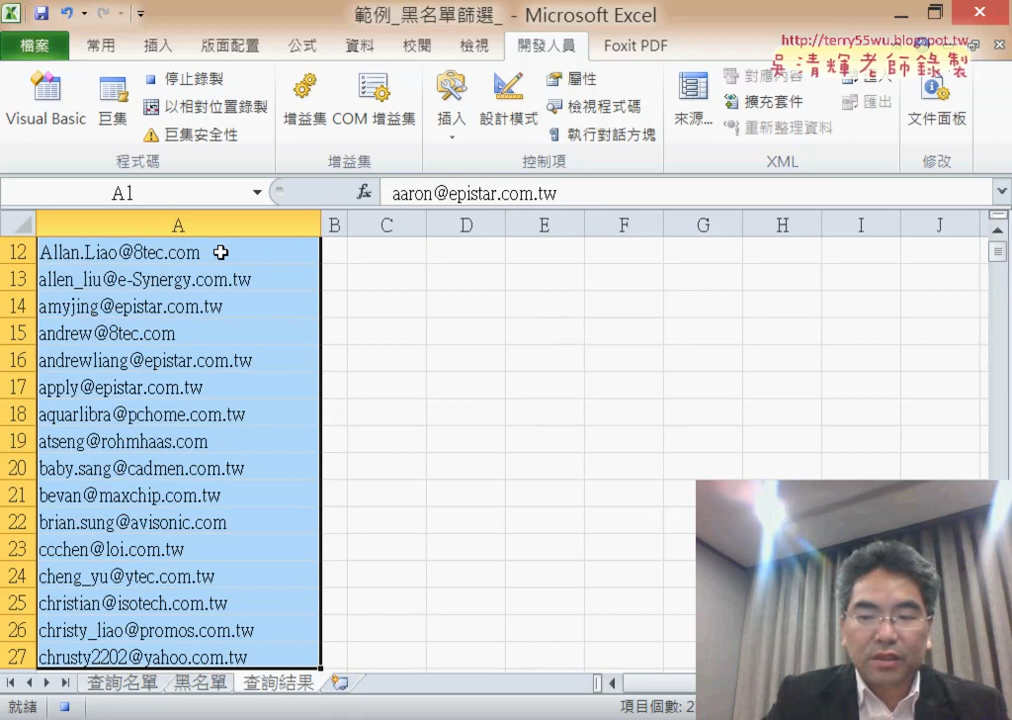 範例_黑名單篩選_ - Microsoft Excel
檔案 常用 插入 版面配置 公式 資料 校閱 檢視 開發人員 Foxit PDF
http://terry55wu.blogspot.tw
吳清輝老師錄製
停止錄製 屬性 對應內容
以相對位置錄製 檢視程式碼 擴充套件 匯出
Visual Basic 巨集 巨集安全性 增益集 COM 增益集 插入 設計模式 執行對話方塊 來源... 重新整理資料 文件面板
程式碼 增益集 控制項 XML 修改
A1 fx aaron@epistar.com.tw
A B C D E F G H I J
12 Allan.Liao@8tec.com
13 allen_liu@e-Synergy.com.tw
14 amyjing@epistar.com.tw
15 andrew@8tec.com
16 andrewliang@epistar.com.tw
17 apply@epistar.com.tw
18 aquarlibra@pchome.com.tw
19 atseng@rohmhaas.com
20 baby.sang@cadmen.com.tw
21 bevan@maxchip.com.tw
22 brian.sung@avisonic.com
23 ccchen@loi.com.tw
24 cheng_yu@ytec.com.tw
25 christian@isotech.com.tw
26 christy_liao@promos.com.tw
27 chrusty2202@yahoo.com.tw
查詢名單 黑名單 查詢結果
就緒 項目個數: